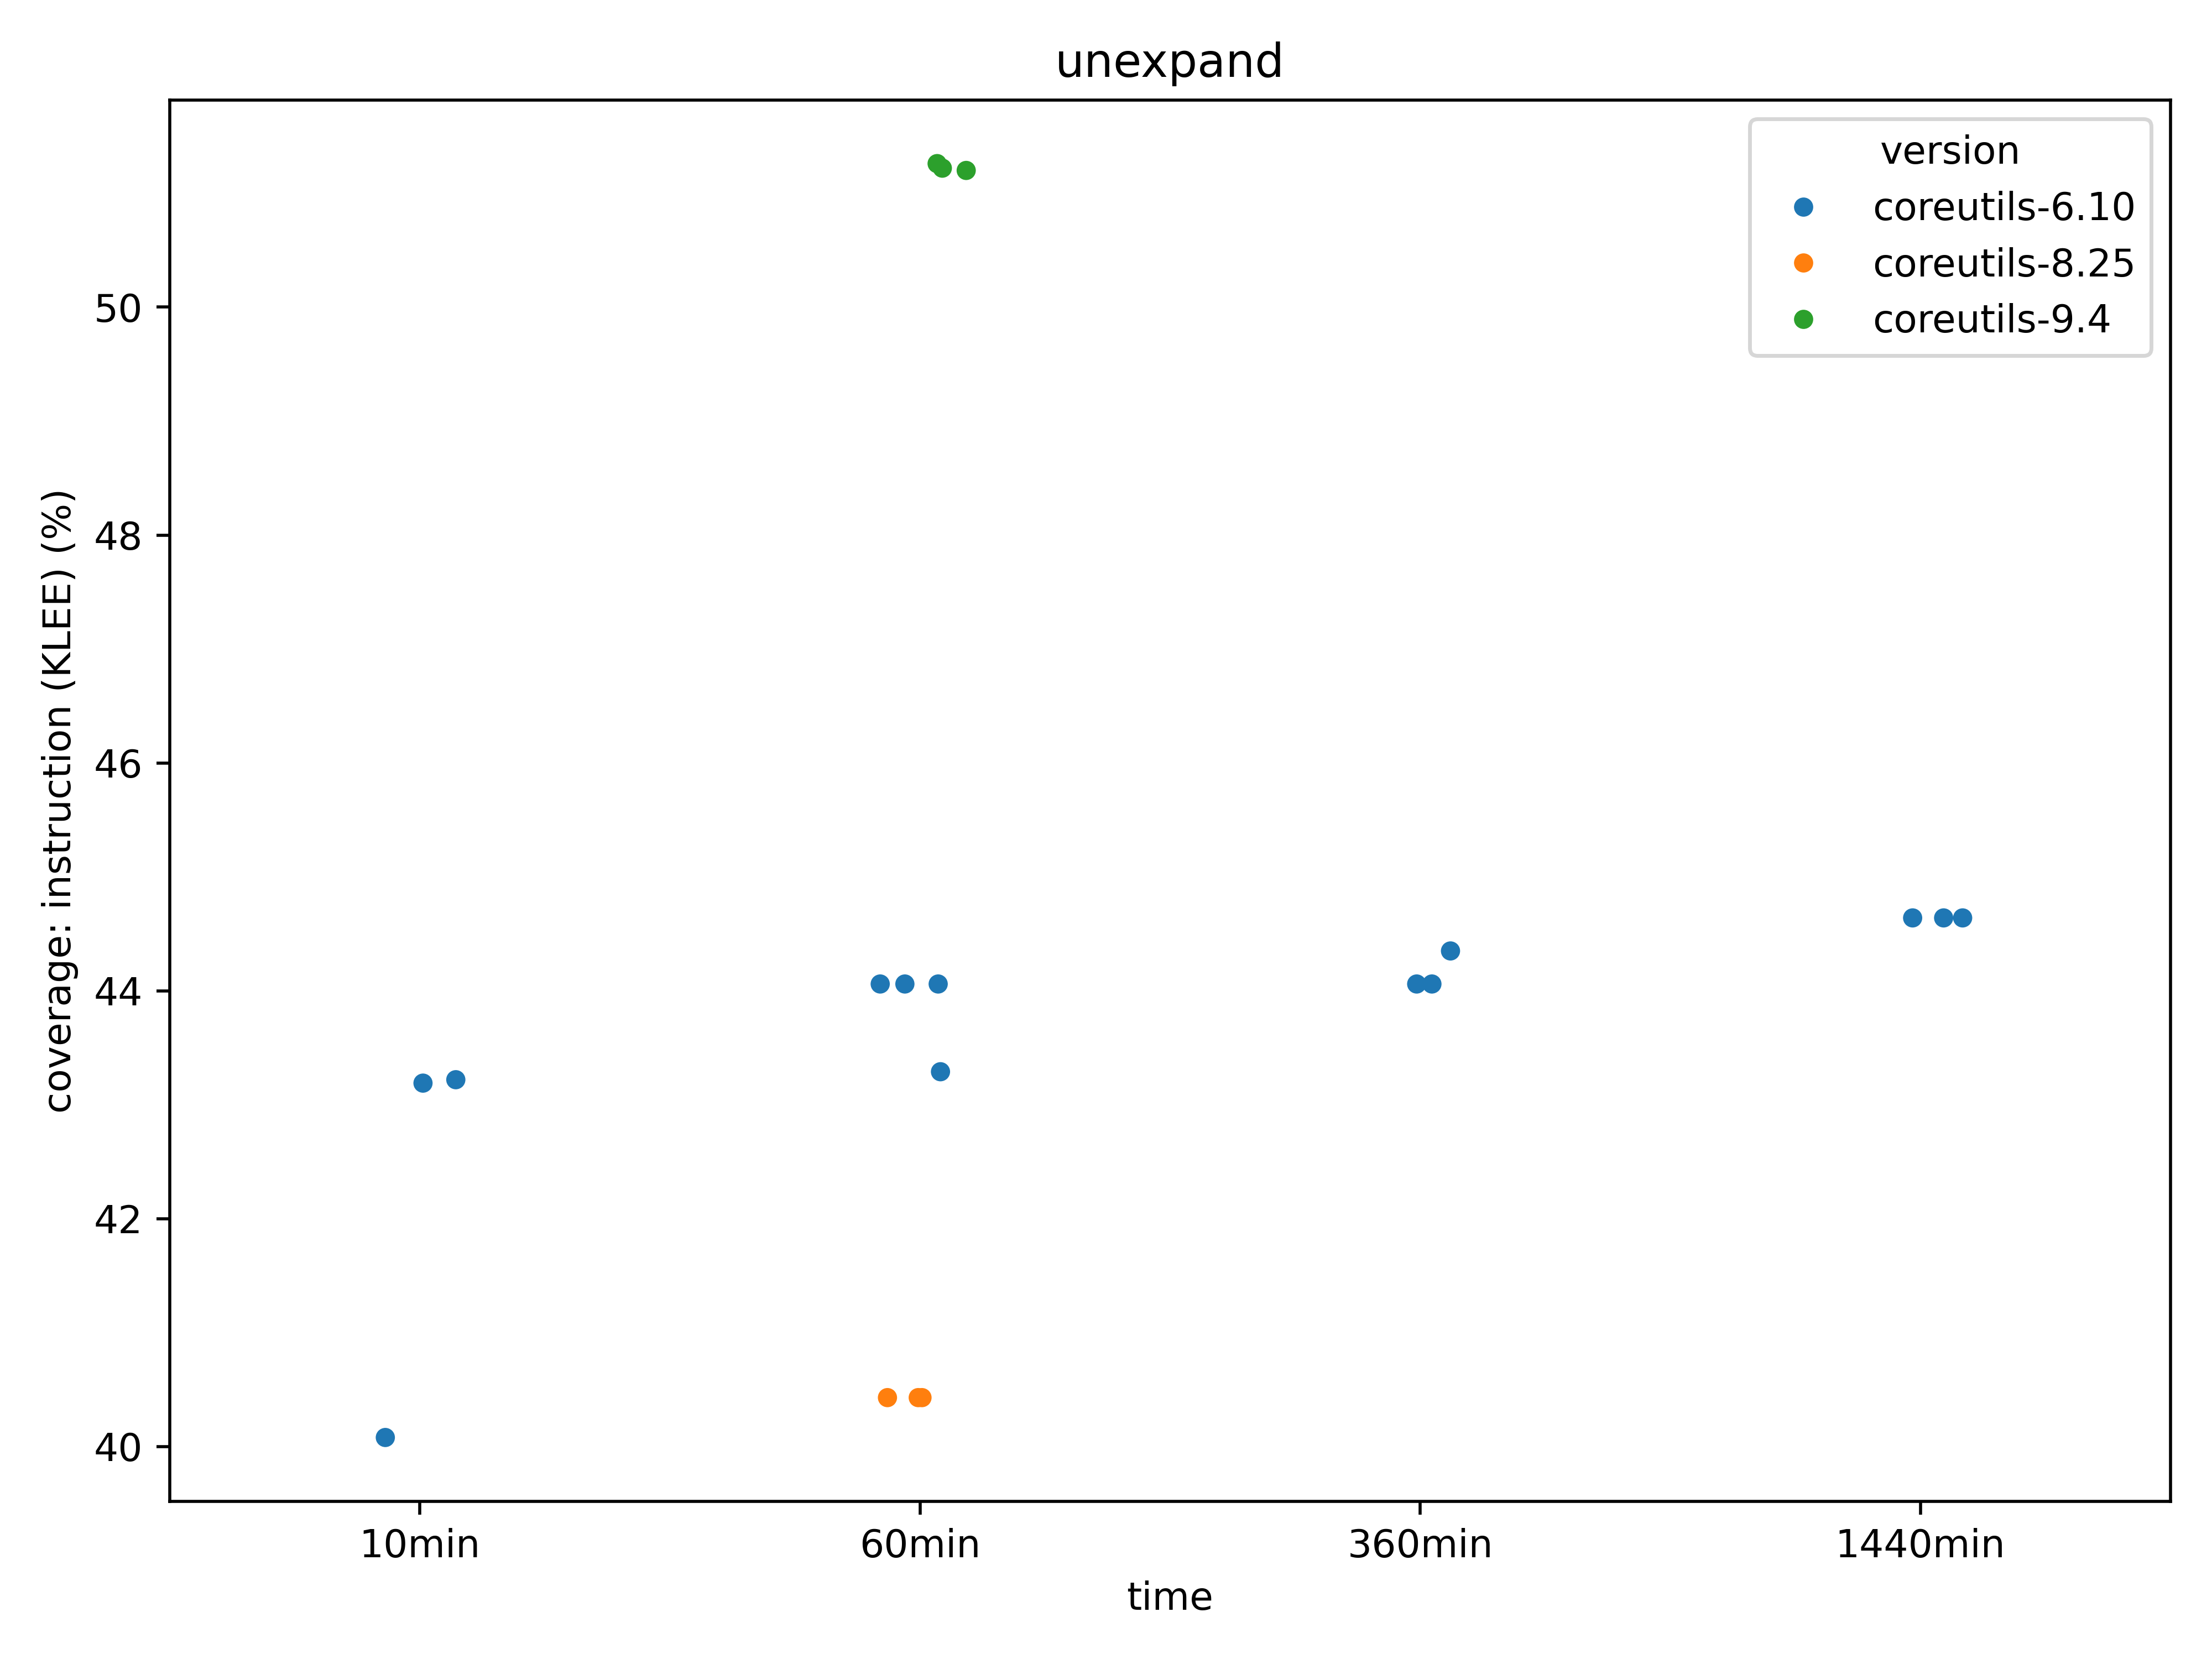 unexpand
version
coreutils-6.10
coreutils-8.25
coreutils-9.4
coverage: instruction (KLEE) (%)
50
48
46
44
42
40
10min 60min 360min 1440min
time